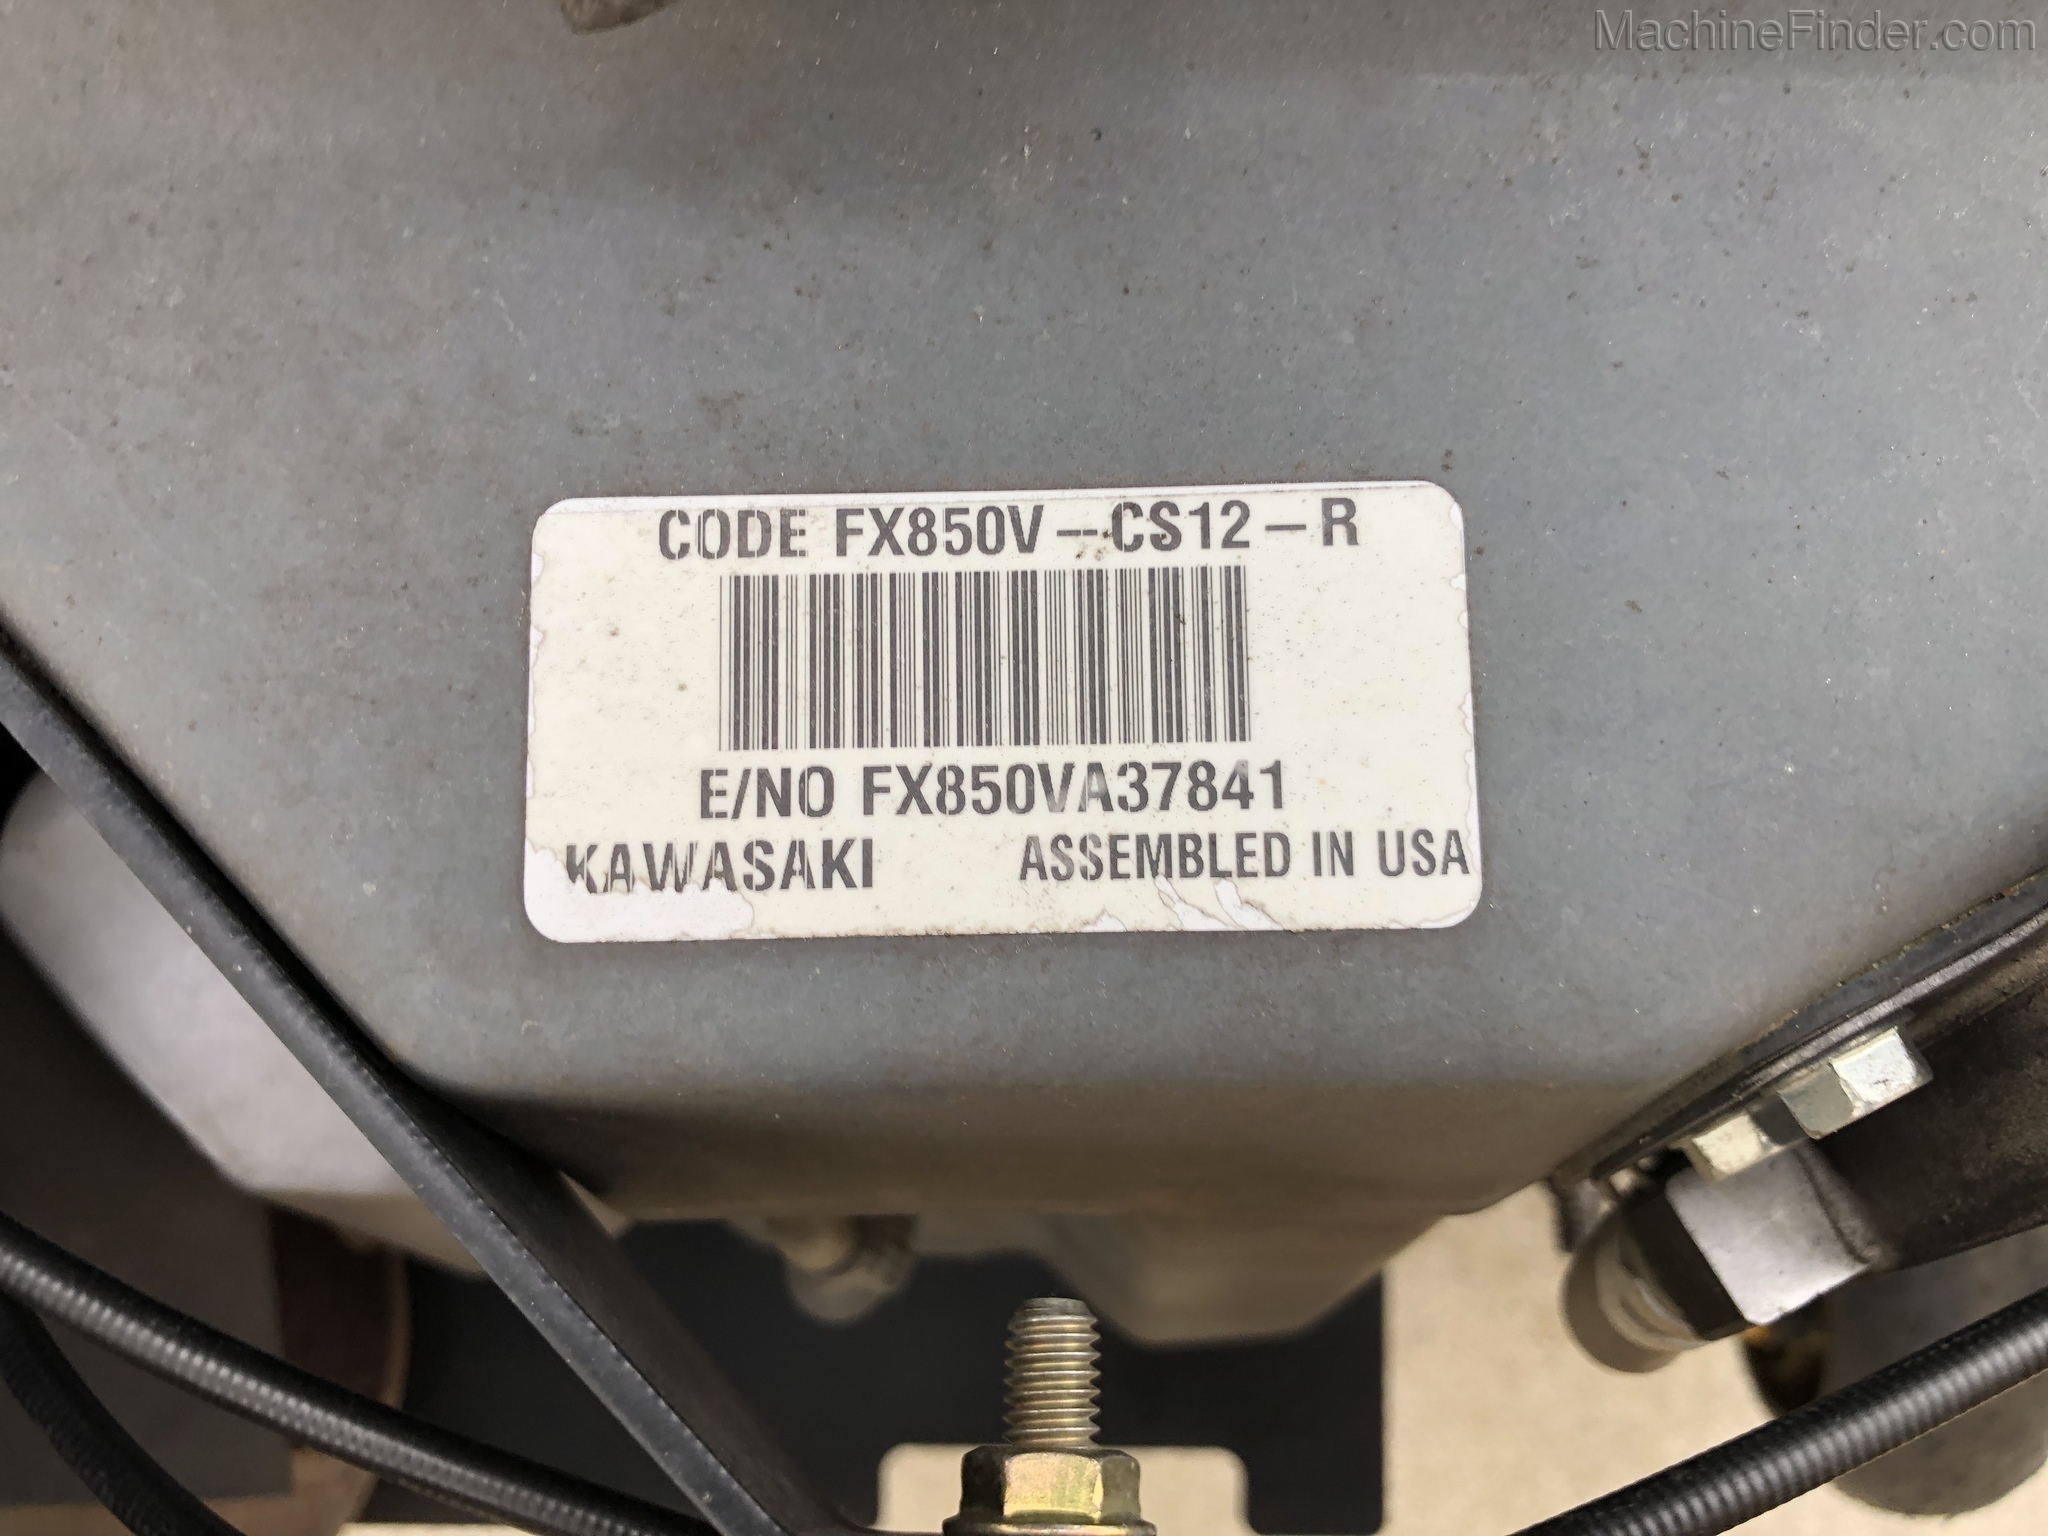 MachineFinder.com
CODE FX850V-CS12-R
E/NO FX850VA37841
KAWASAKI ASSEMBLED IN USA